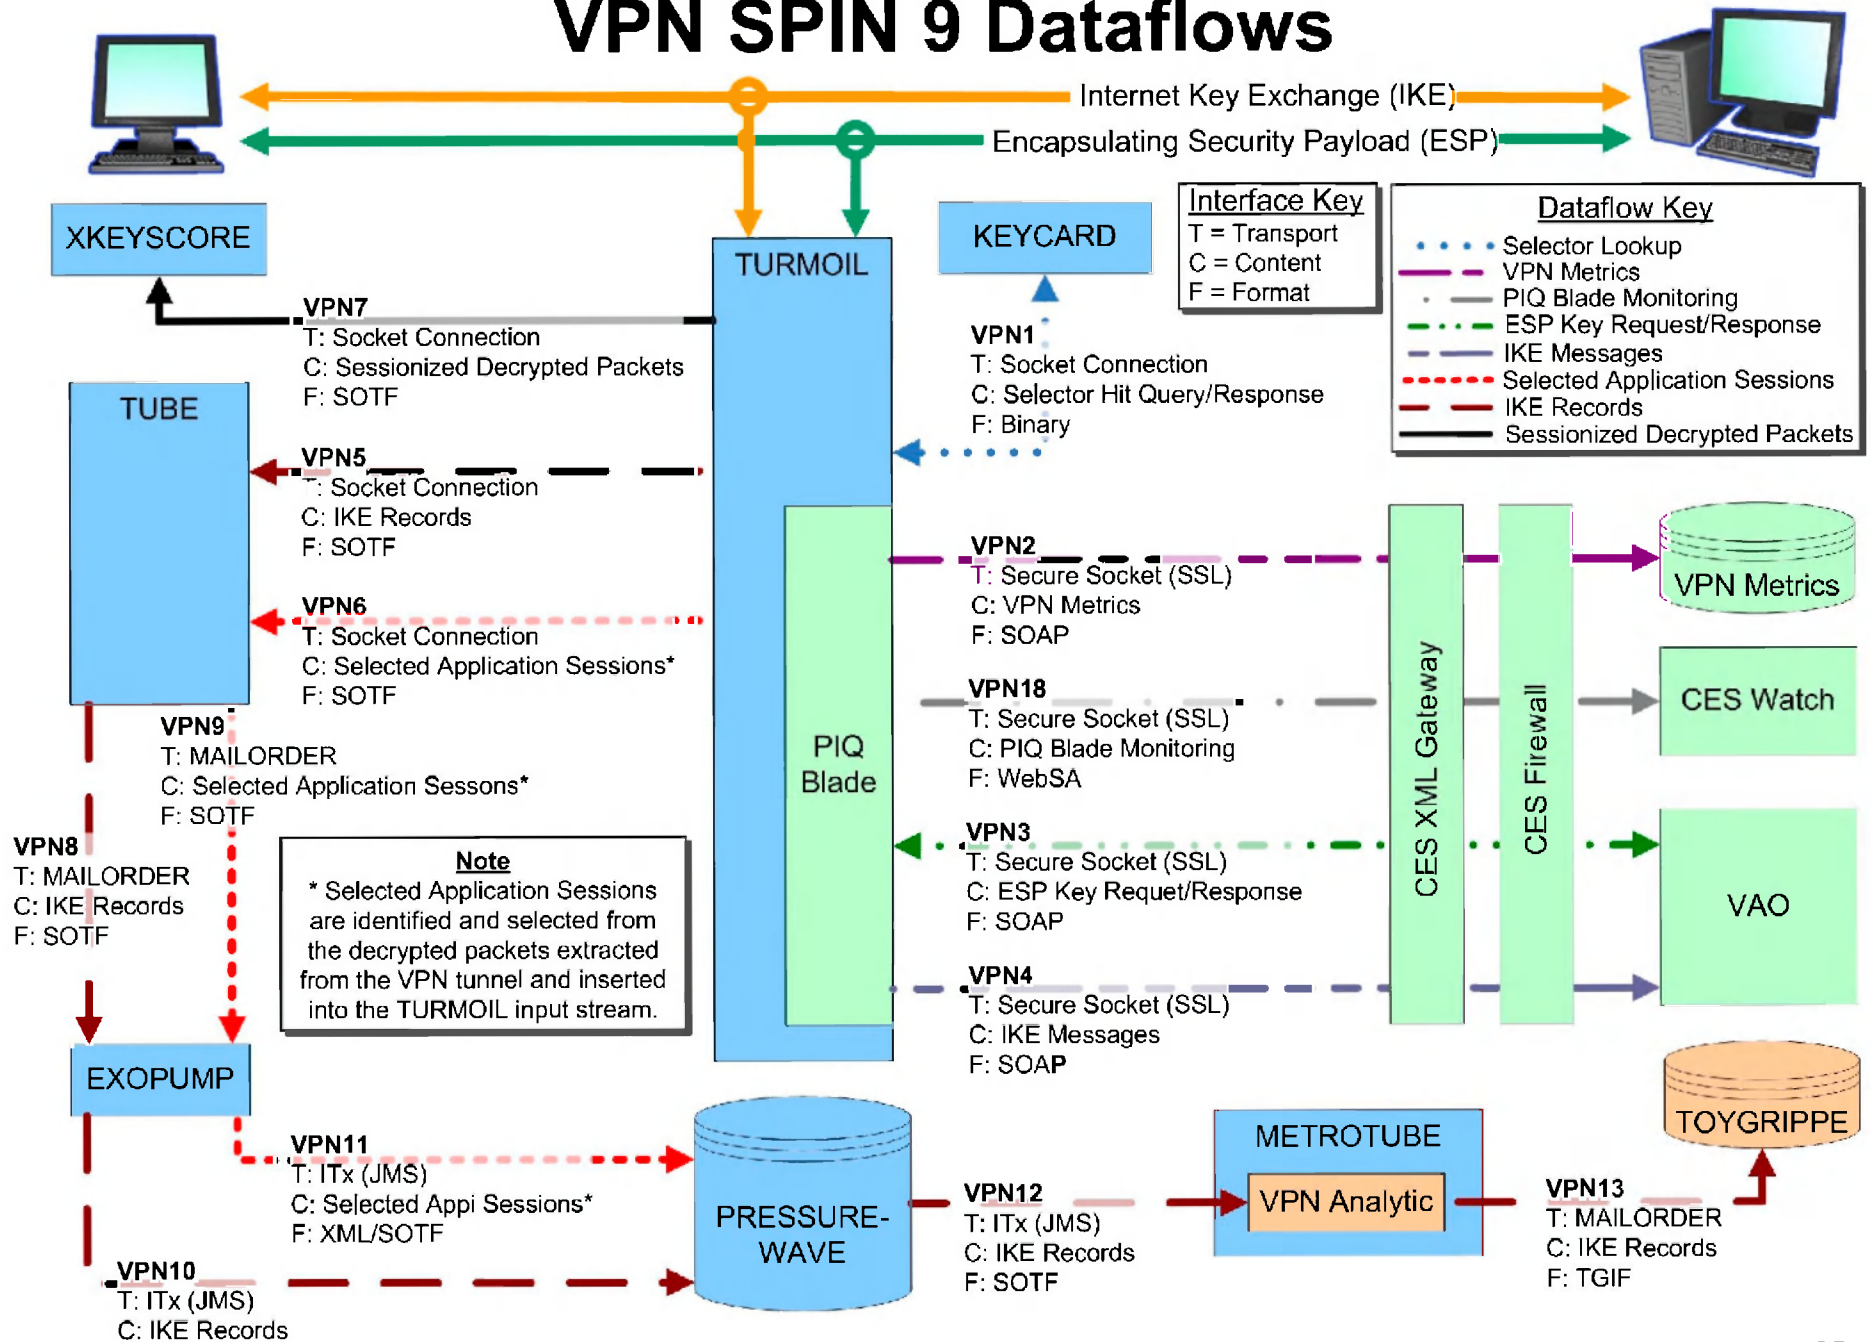 VPN SPIN 9 Dataflows
Internet Key Exchange (IKE)
Encapsulating Security Payload (ESP)
XKEYSCORE
TURMOIL
KEYCARD
Interface Key
T = Transport
C = Content
F = Format
Dataflow Key
Selector Lookup
VPN Metrics
PIQ Blade Monitoring
ESP Key Request/Response
IKE Messages
Selected Application Sessions
IKE Records
Sessionized Decrypted Packets
VPN7
T: Socket Connection
C: Sessionized Decrypted Packets
F: SOTF
VPN1
T: Socket Connection
C: Selector Hit Query/Response
F: Binary
TUBE
VPN5
T: Socket Connection
C: IKE Records
F: SOTF
VPN6
T: Socket Connection
C: Selected Application Sessions*
F: SOTF
VPN2
T: Secure Socket (SSL)
C: VPN Metrics
F: SOAP
VPN Metrics
VPN18
T: Secure Socket (SSL)
C: PIQ Blade Monitoring
F: WebSA
CES Watch
PIQ
Blade
CES XML Gateway
CES Firewall
VPN9
T: MAILORDER
C: Selected Application Sessons*
F: SOTF
VPN8
T: MAILORDER
C: IKE Records
F: SOTF
Note
* Selected Application Sessions
are identified and selected from
the decrypted packets extracted
from the VPN tunnel and inserted
into the TURMOIL input stream.
VPN3
T: Secure Socket (SSL)
C: ESP Key Requet/Response
F: SOAP
VAO
VPN4
T: Secure Socket (SSL)
C: IKE Messages
F: SOAP
EXOPUMP
VPN11
T: ITx (JMS)
C: Selected Appi Sessions*
F: XML/SOTF
VPN10
T: ITx (JMS)
C: IKE Records
PRESSURE-
WAVE
VPN12
T: ITx (JMS)
C: IKE Records
F: SOTF
METROTUBE
VPN Analytic
VPN13
T: MAILORDER
C: IKE Records
F: TGIF
TOYGRIPPE